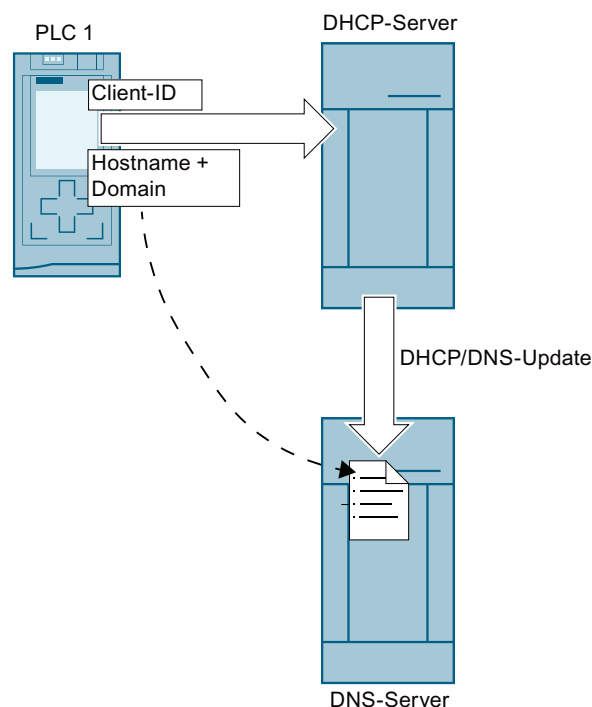 PLC 1
DHCP-Server
Client-ID
Hostname +
Domain
DHCP/DNS-Update
DNS-Server